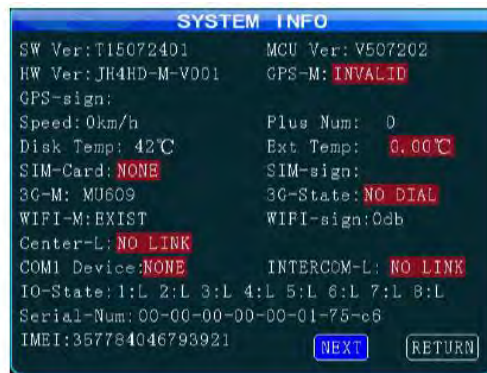 SYSTEM INFO
SW Ver:T15072401 MCU Ver:V507202
HW Ver:JH4HD-M-V001 GPS-M:INVALID
GPS-sign:
Speed:0km/h Plus Num: 0
Disk Temp: 42℃ Ext Temp: 0.00℃
SIM-Card:NONE SIM-sign:
3G-M: MU609 3G-State:NO DIAL
WIFI-M:EXIST WIFI-sign:0db
Center-L:NO LINK
COM1 Device:NONE INTERCOM-L: NO LINK
IO-State:1:L 2:L 3:L 4:L 5:L 6:L 7:L 8:L
Serial-Num:00-00-00-00-00-01-75-c6
IMEI:357784046793921 NEXT RETURN